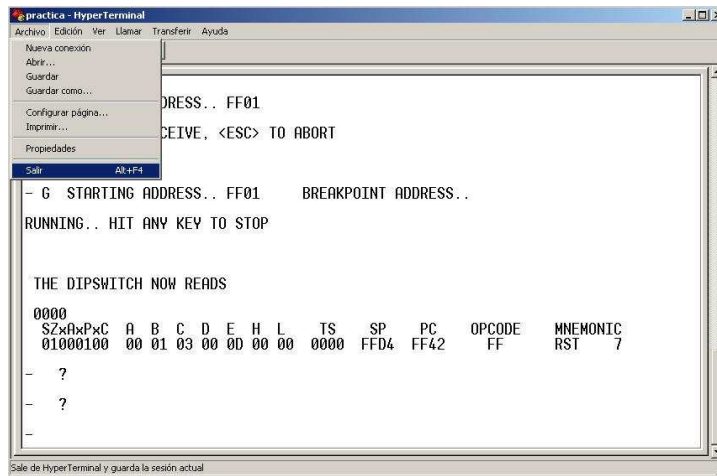 practica - HyperTerminal
Archivo Edición Ver Llamar Transferir Ayuda
Nueva conexión
Abrir...
Guardar
Guardar como...
Configurar página...
Imprimir...
Propiedades
Salir Alt+F4
DRESS.. FF01
CEIVE, <ESC> TO ABORT
- G STARTING ADDRESS.. FF01 BREAKPOINT ADDRESS..
RUNNING.. HIT ANY KEY TO STOP
THE DIPSWITCH NOW READS
0000
SZxAxPxC A B C D E H L TS SP PC OPCODE MNEMONIC
01000100 00 01 03 00 0D 00 00 0000 FFD4 FF42 FF RST 7
- ?
- ?
-
Sale de HyperTerminal y guarda la sesión actual